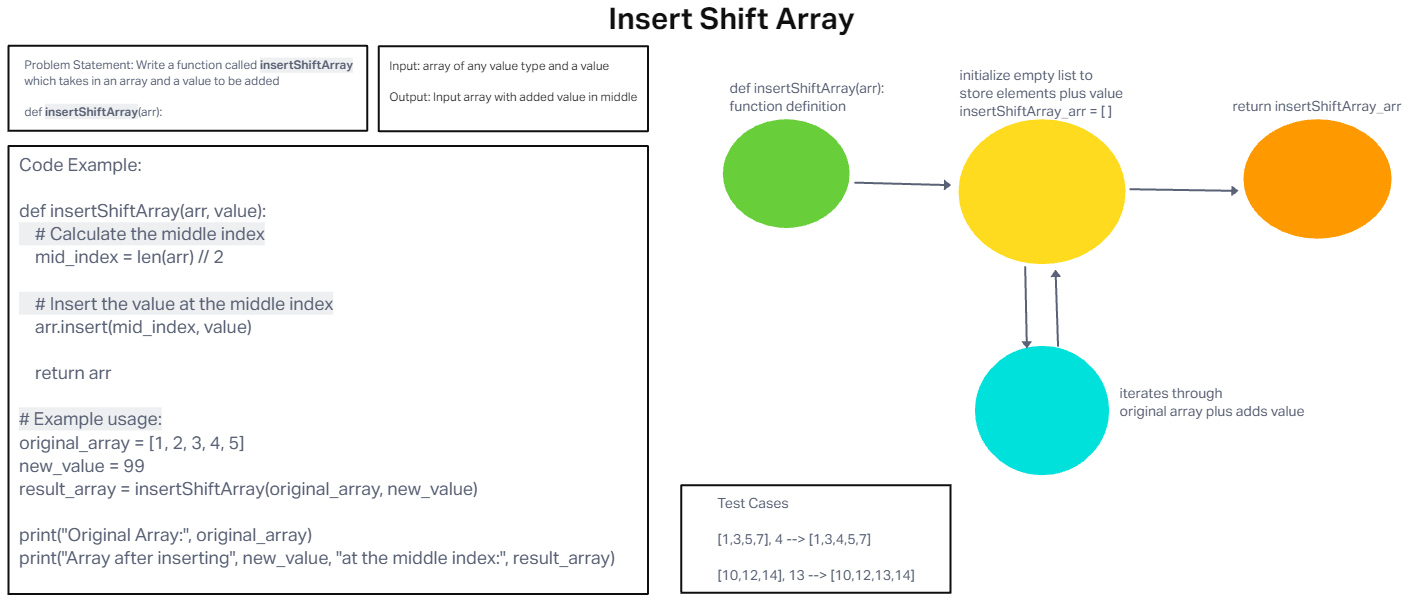 Insert Shift Array
Problem Statement: Write a function called insertShiftArray
which takes in an array and a value to be added
def insertShiftArray(arr):
Input: array of any value type and a value
Output: Input array with added value in middle
Code Example:
def insertShiftArray(arr, value):
# Calculate the middle index
mid_index = len(arr) // 2
# Insert the value at the middle index
arr.insert(mid_index, value)
return arr
# Example usage:
original_array = [1, 2, 3, 4, 5]
new_value = 99
result_array = insertShiftArray(original_array, new_value)
print("Original Array:", original_array)
print("Array after inserting", new_value, "at the middle index:", result_array)
def insertShiftArray(arr):
function definition
initialize empty list to
store elements plus value
insertShiftArray_arr = [ ]
return insertShiftArray_arr
iterates through
original array plus adds value
Test Cases
[1,3,5,7], 4 --> [1,3,4,5,7]
[10,12,14], 13 --> [10,12,13,14]